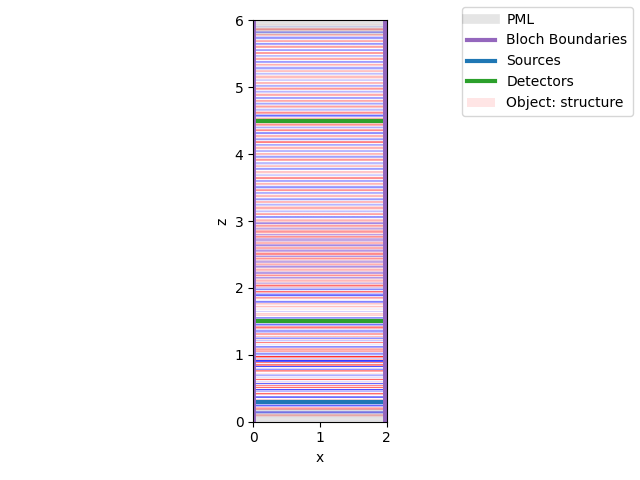 PML
Bloch Boundaries
Sources
Detectors
Object: structure
6
5
4
3
2
1
0
z
0 1 2
x